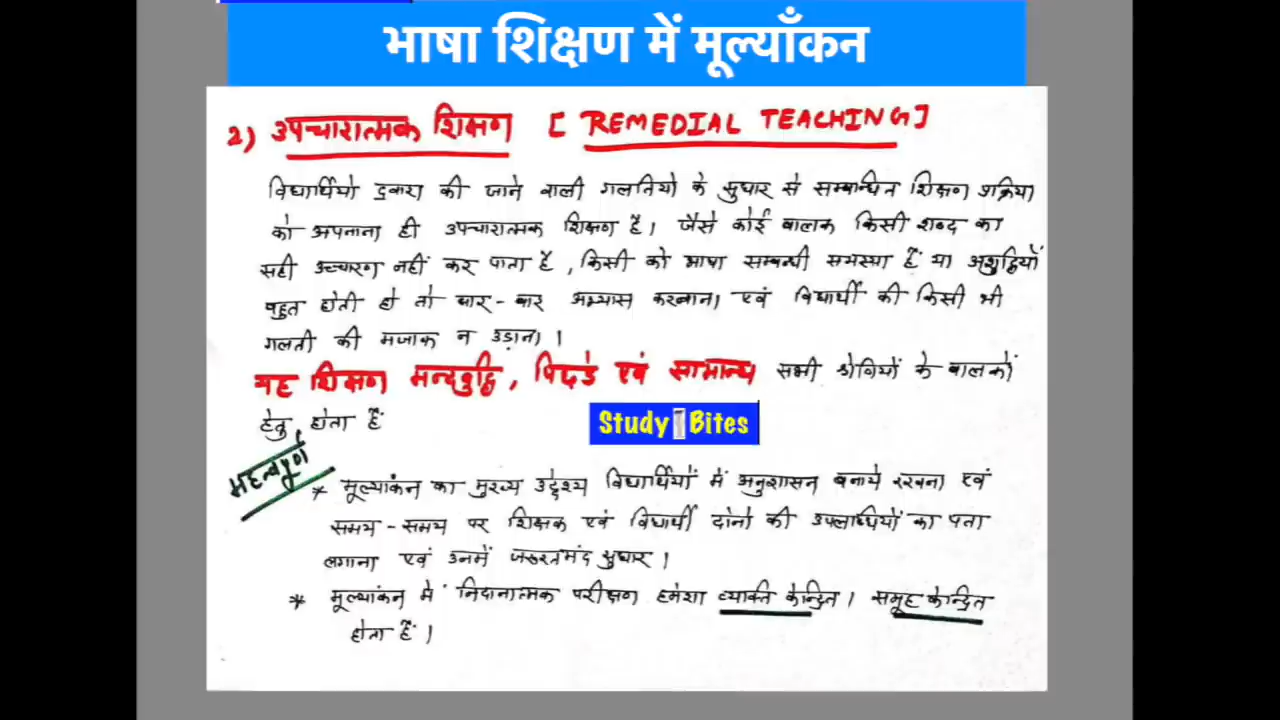 भाषा शिक्षण में मूल्याँकन
2) उपचारात्मक शिक्षण [ REMEDIAL TEACHING ]
विद्यार्थियो द्वारा की जाने वाली गलतियो के सुधार से सम्बन्धित शिक्षण प्रक्रिया
को अपनाना ही उपचारात्मक शिक्षण है। जैसे कोई बालक किसी शब्द का
सही उच्चारण नहीं कर पाता है, किसी को भाषा सम्बन्धी समस्या हैं या अशुद्धियाँ
बहुत होती हो तो बार-बार अभ्यास करवाना एवं विद्यार्थी की किसी भी
गलती की मजाक न उड़ाना।
यह शिक्षण मन्दबुद्धि, पिछडे एवं सामान्य सभी श्रेणियों के बालकों
हेतु होता हैं
Study Bites
महत्वपूर्ण
* मूल्यांकन का मुख्य उद्देश्य विद्यार्थियों में अनुशासन बनाये रखना एवं
समय-समय पर शिक्षक एवं विद्यार्थी दोनो की उपलब्धियों का पता
लगाना एवं उनमें जरूरतमंद सुधार।
* मूल्यांकन में निदानात्मक परीक्षण हमेशा व्यक्ति केन्द्रित। समूह केन्द्रित
होता हैं।